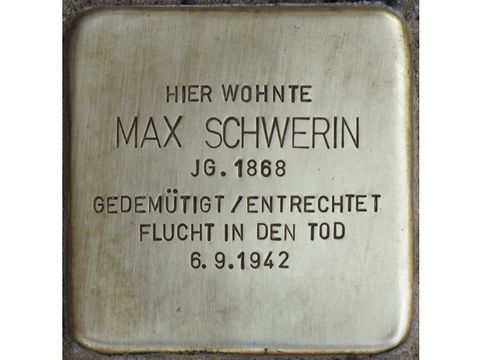 HIER WOHNTE
MAX SCHWERIN
JG. 1868
GEDEMÜTIGT / ENTRECHTET
FLUCHT IN DEN TOD
6.9.1942